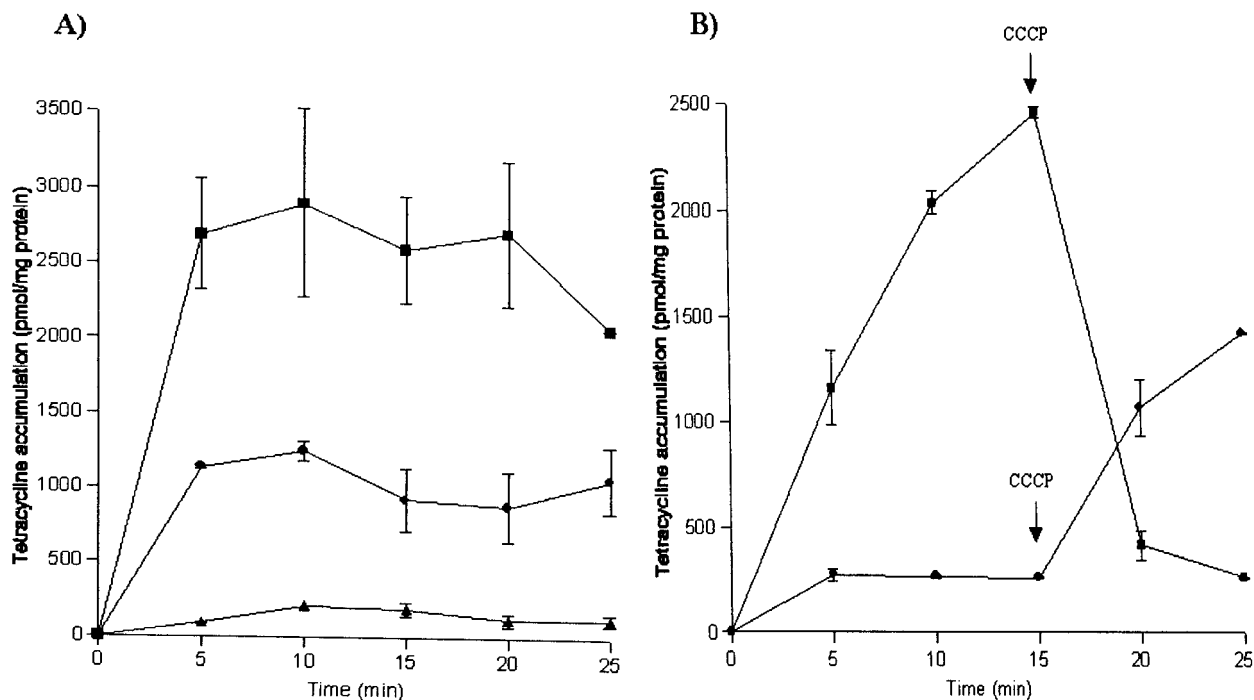 A)
Tetracycline accumulation (pmol/mg protein)
3500
3000
2500
2000
1500
1000
500
0
0 5 10 15 20 25
Time (min)
B)
CCCP
Tetracycline accumulation (pmol/mg protein)
2500
2000
1500
1000
500
0
CCCP
0 5 10 15 20 25
Time (min)